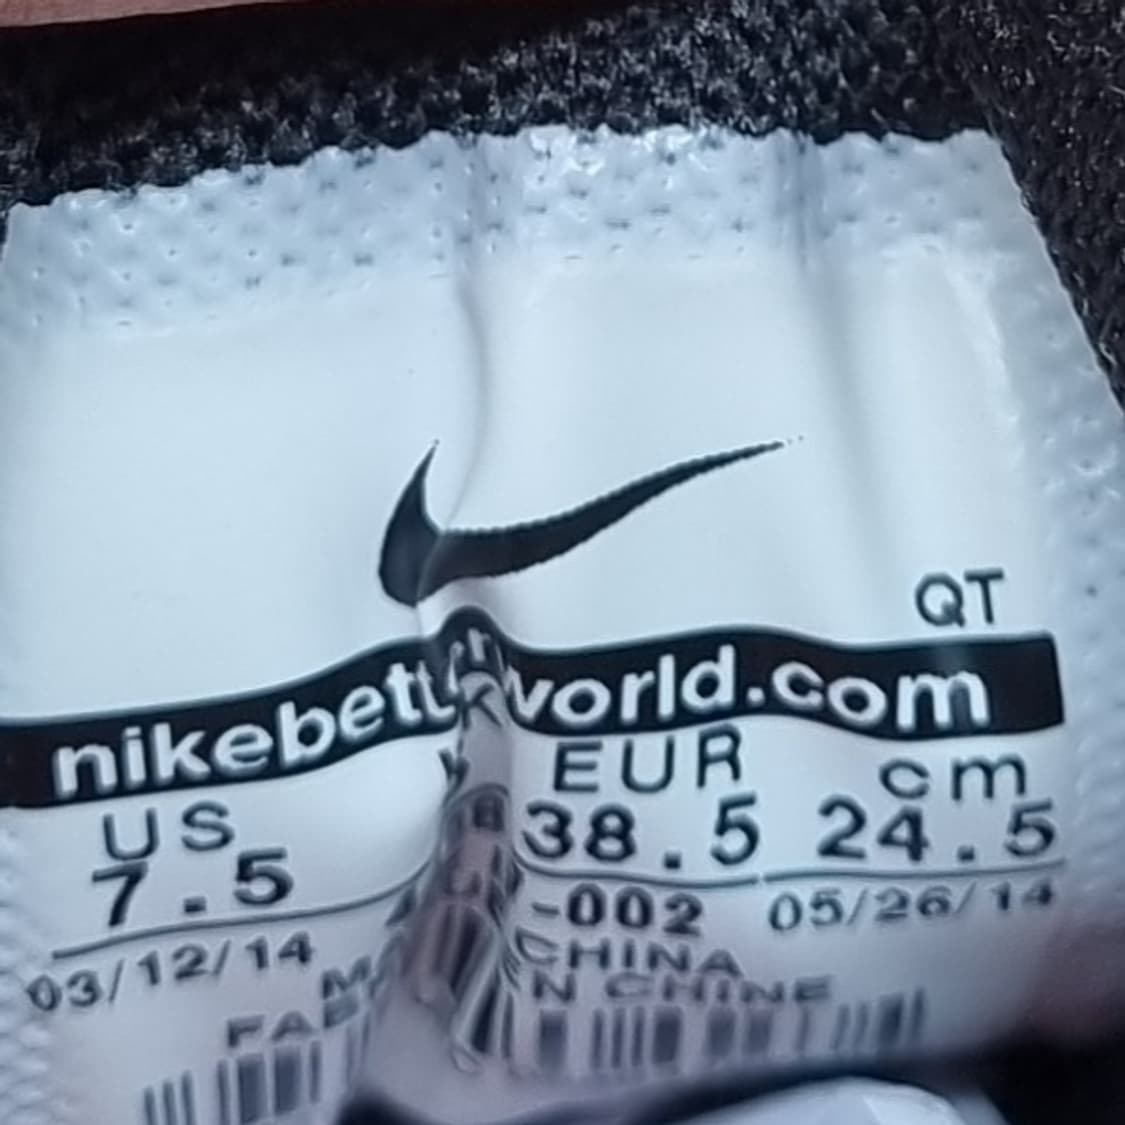 QT
nikebett world.com
US EUR cm
7.5 38.5 24.5
03/12/14 -002 05/26/14
CHINA
N CHINE